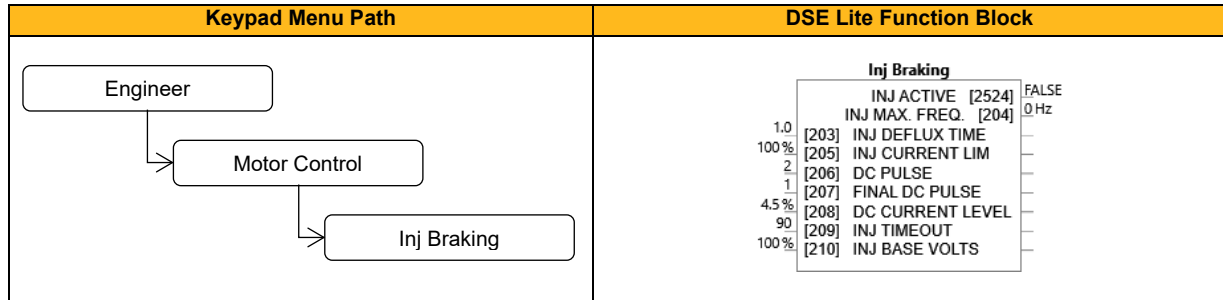 Keypad Menu Path
DSE Lite Function Block
Engineer
Motor Control
Inj Braking
Inj Braking
INJ ACTIVE [2524] FALSE
INJ MAX. FREQ. [204] 0 Hz
1.0 [203] INJ DEFLUX TIME
100 % [205] INJ CURRENT LIM
2 [206] DC PULSE
1 [207] FINAL DC PULSE
4.5 % [208] DC CURRENT LEVEL
90 [209] INJ TIMEOUT
100 % [210] INJ BASE VOLTS